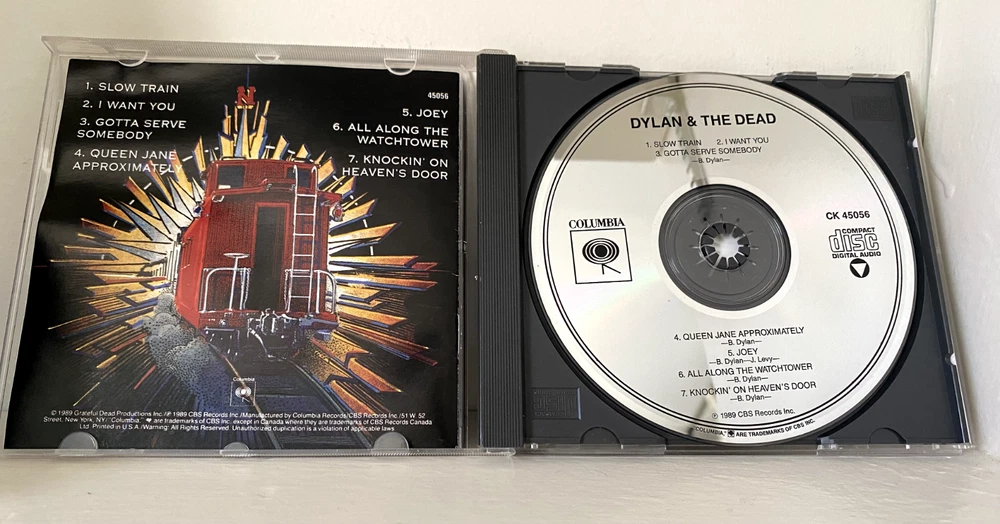 1. SLOW TRAIN
2. I WANT YOU
3. GOTTA SERVE
SOMEBODY
4. QUEEN JANE
APPROXIMATELY
45056
5. JOEY
6. ALL ALONG THE
WATCHTOWER
7. KNOCKIN' ON
HEAVEN'S DOOR
N
Columbia
© 1989 Grateful Dead Productions Inc./℗ 1989 CBS Records Inc./Manufactured by Columbia Records/CBS Records Inc./51 W. 52
Street, New York, NY/"Columbia," are trademarks of CBS Inc. except in Canada where they are trademarks of CBS Records Canada
Ltd. Printed in U.S.A./Warning: All Rights Reserved. Unauthorized duplication is a violation of applicable laws
DYLAN & THE DEAD
1. SLOW TRAIN 2. I WANT YOU
3. GOTTA SERVE SOMEBODY
—B. Dylan—
COLUMBIA
CK 45056
COMPACT
disc
DIGITAL AUDIO
4. QUEEN JANE APPROXIMATELY
—B. Dylan—
5. JOEY
—B. Dylan—J. Levy—
6. ALL ALONG THE WATCHTOWER
—B. Dylan—
7. KNOCKIN' ON HEAVEN'S DOOR
—B. Dylan—
℗ 1989 CBS Records Inc.
"COLUMBIA," ARE TRADEMARKS OF CBS INC.